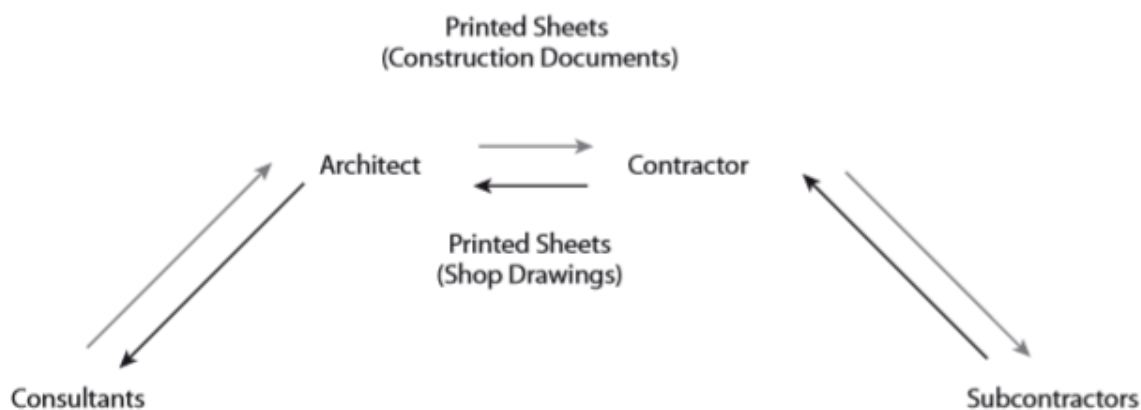 Printed Sheets
(Construction Documents)
Architect
Contractor
Printed Sheets
(Shop Drawings)
Consultants
Subcontractors